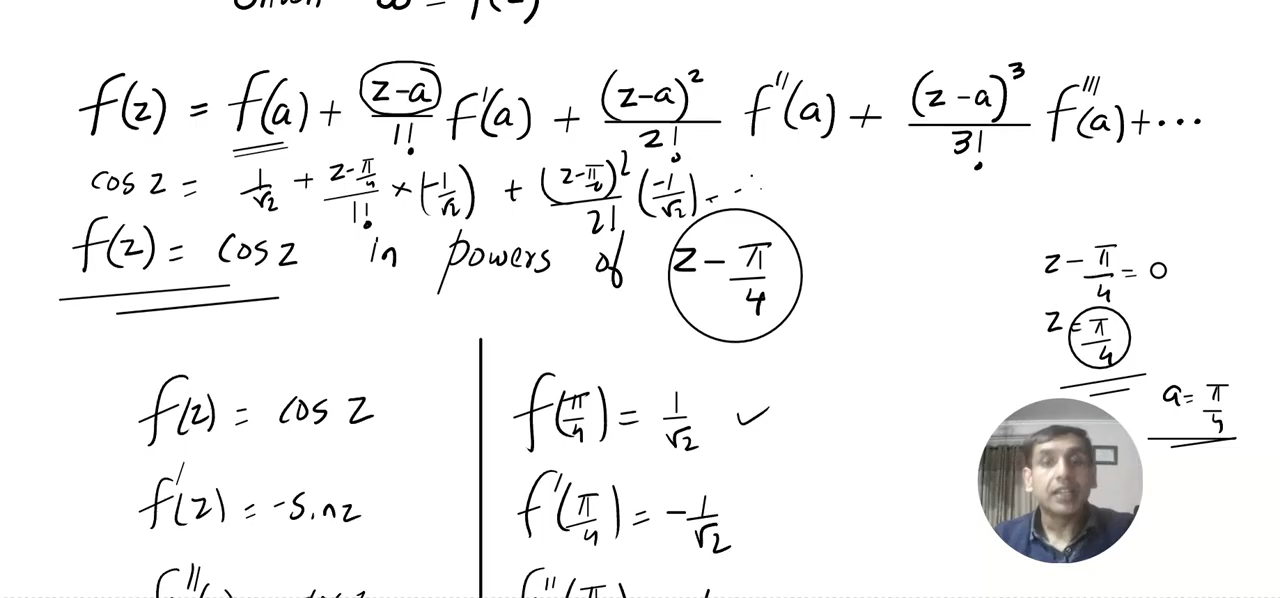 Given ω = f(z)
f(z) = f(a) + (z-a)/1! f'(a) + (z-a)²/2! f''(a) + (z-a)³/3! f'''(a) + ...
cos z = 1/√2 + (z-π/4)/1! × (-1/√2) + (z-π/4)²/2! (-1/√2) - ...
f(z) = cos z in powers of z - π/4
z - π/4 = 0
z = π/4
a = π/4
f(z) = cos z
f(π/4) = 1/√2 ✓
f'(z) = -sin z
f'(π/4) = -1/√2